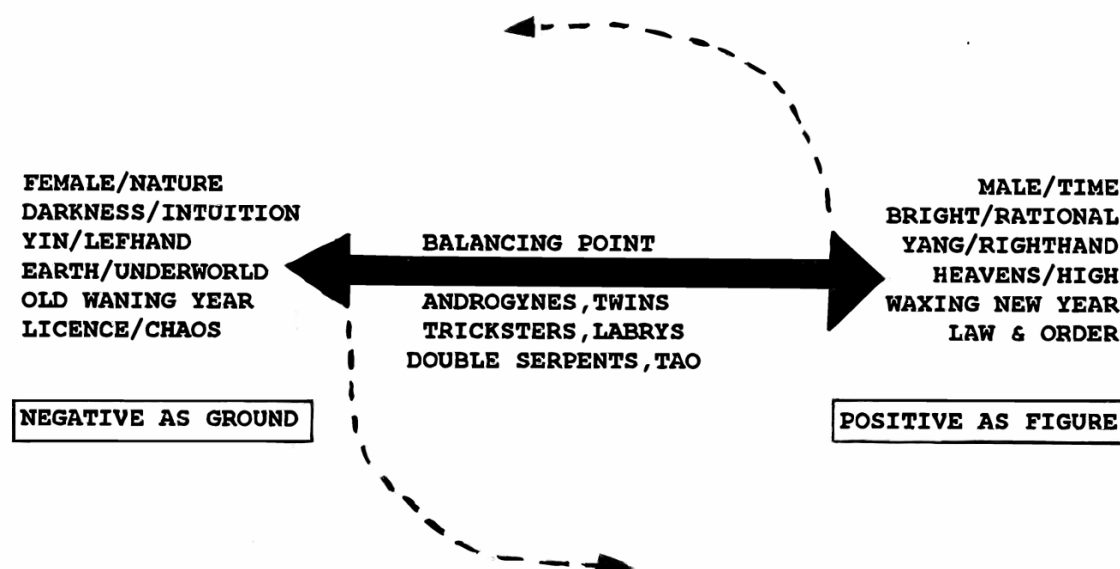 FEMALE/NATURE
DARKNESS/INTUITION
YIN/LEFHAND
EARTH/UNDERWORLD
OLD WANING YEAR
LICENCE/CHAOS
NEGATIVE AS GROUND
BALANCING POINT
ANDROGYNES,TWINS
TRICKSTERS,LABRYS
DOUBLE SERPENTS,TAO
MALE/TIME
BRIGHT/RATIONAL
YANG/RIGHTHAND
HEAVENS/HIGH
WAXING NEW YEAR
LAW & ORDER
POSITIVE AS FIGURE